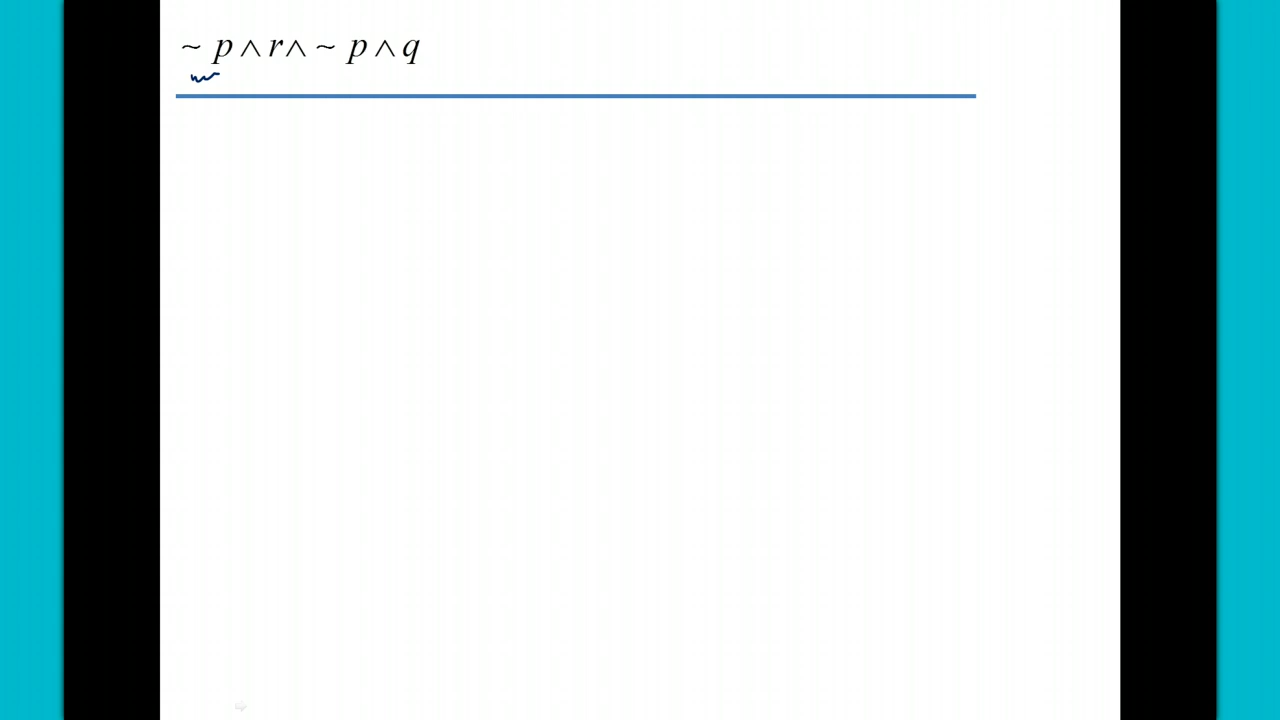 ~ p ∧ r ∧ ~ p ∧ q